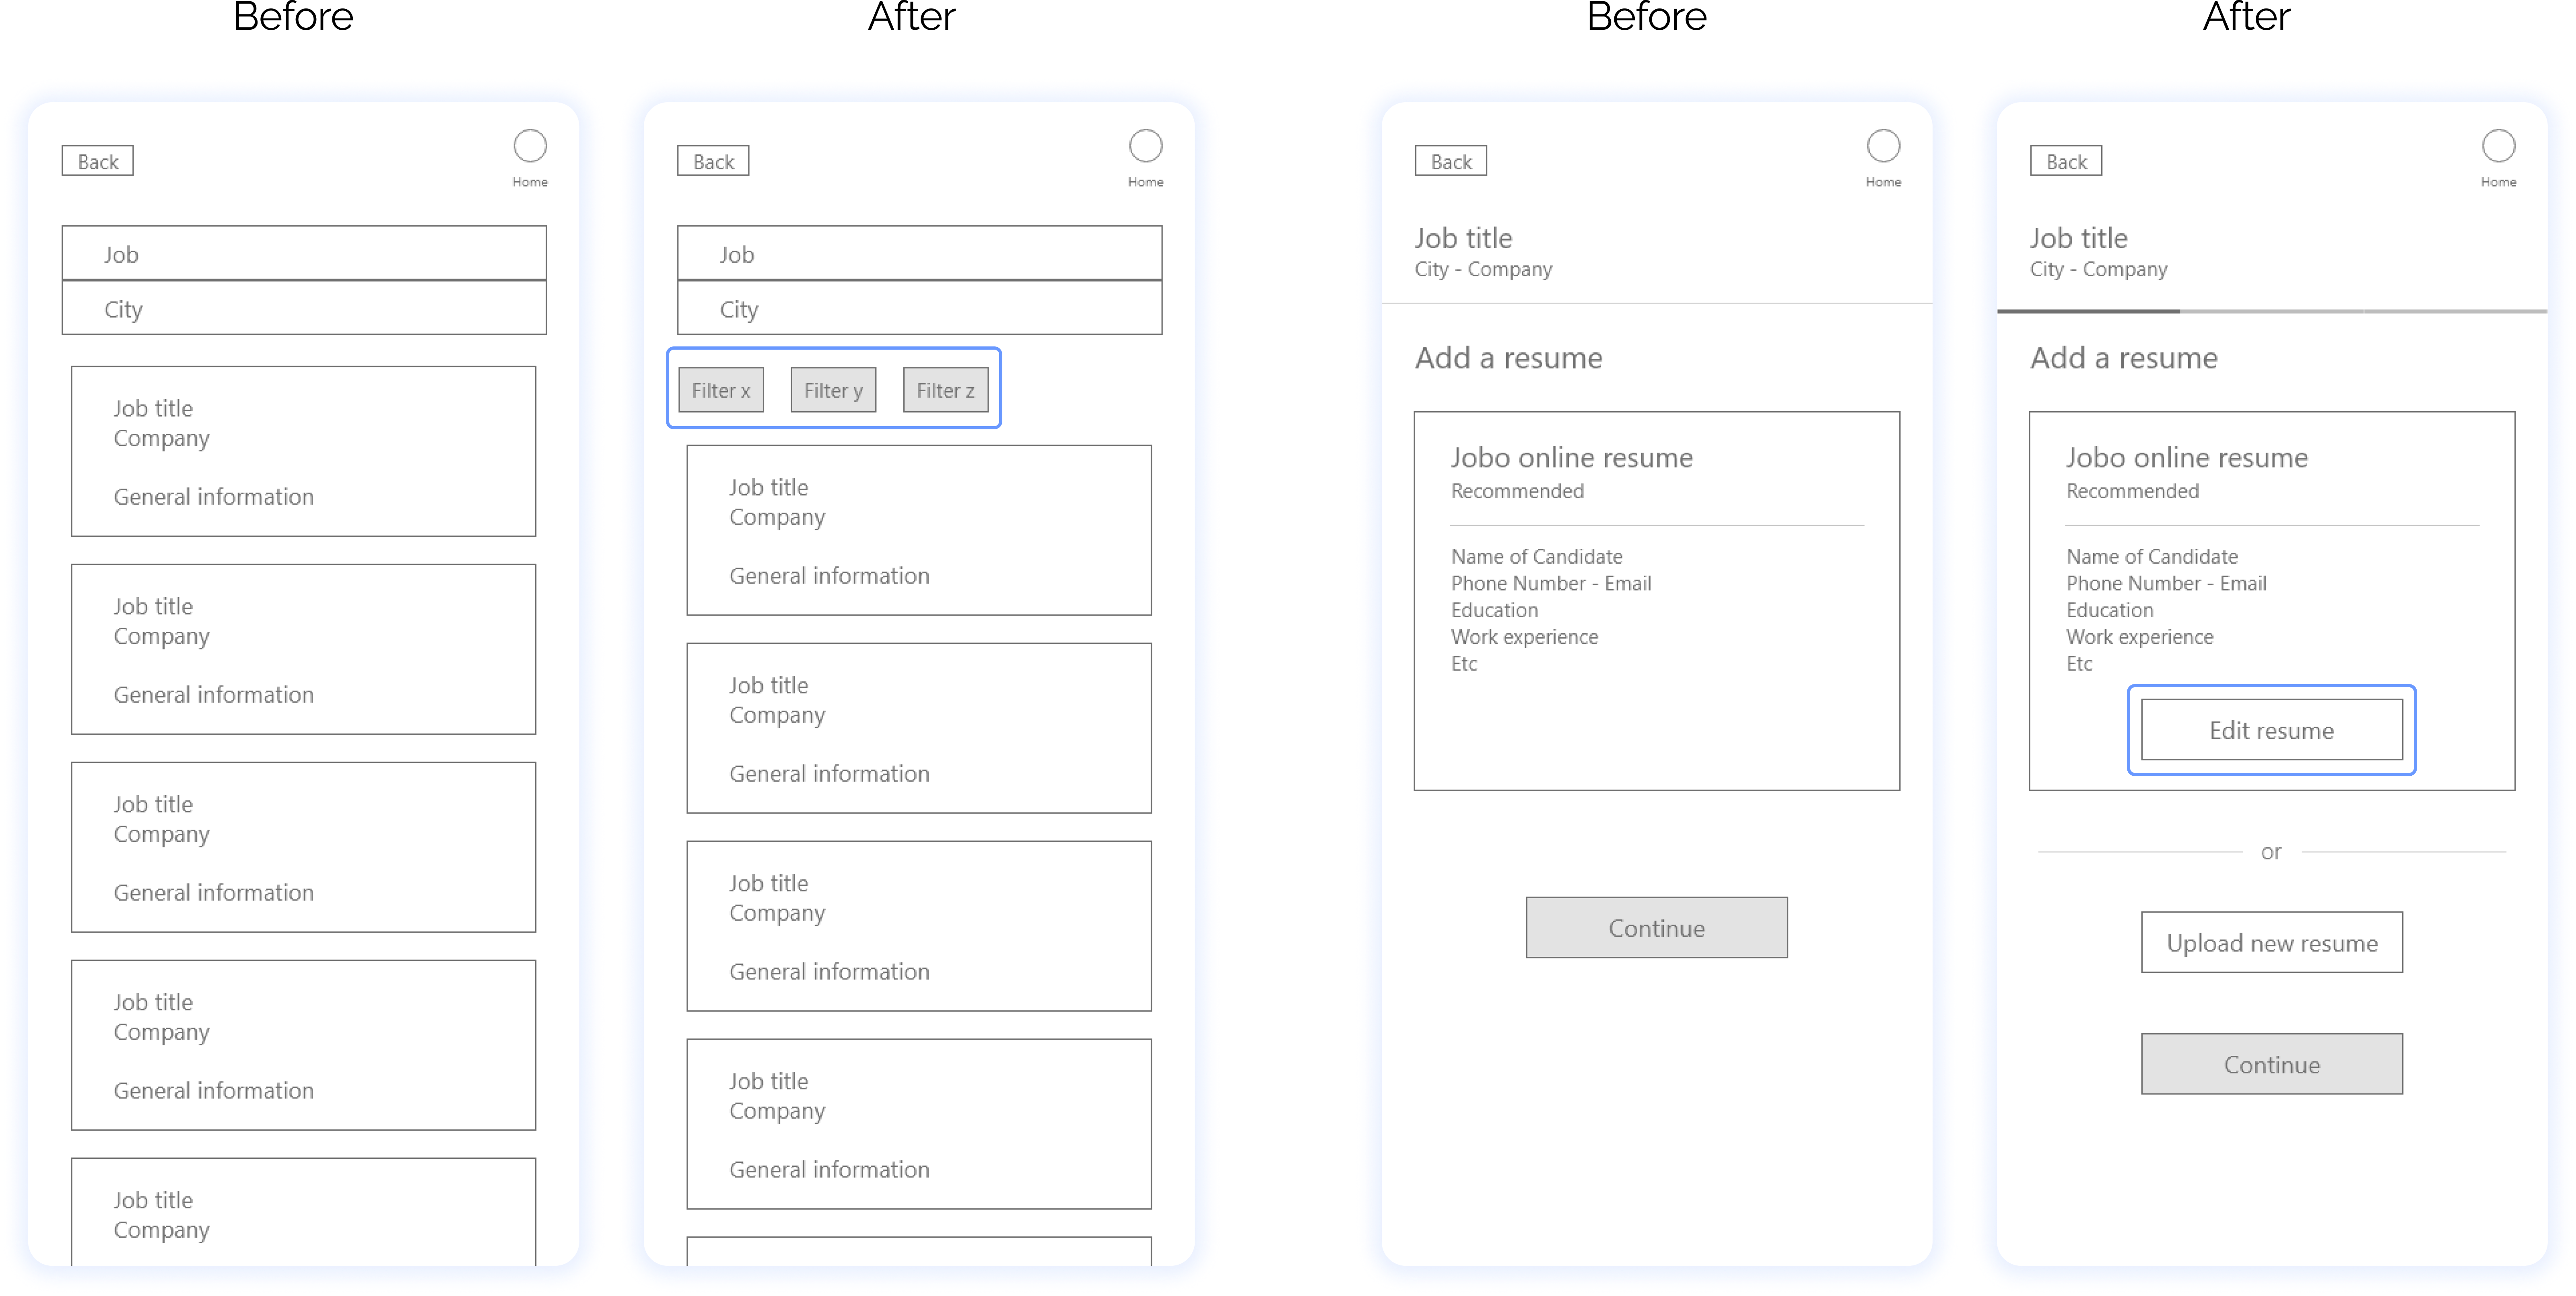 Before
Back
Home
Job
City
Job title
Company
General information
Job title
Company
General information
Job title
Company
General information
Job title
Company
General information
Job title
Company
After
Back
Home
Job
City
Filter x
Filter y
Filter z
Job title
Company
General information
Job title
Company
General information
Job title
Company
General information
Job title
Company
General information
Before
Back
Home
Job title
City - Company
Add a resume
Jobo online resume
Recommended
Name of Candidate
Phone Number - Email
Education
Work experience
Etc
Continue
After
Back
Home
Job title
City - Company
Add a resume
Jobo online resume
Recommended
Name of Candidate
Phone Number - Email
Education
Work experience
Etc
Edit resume
or
Upload new resume
Continue